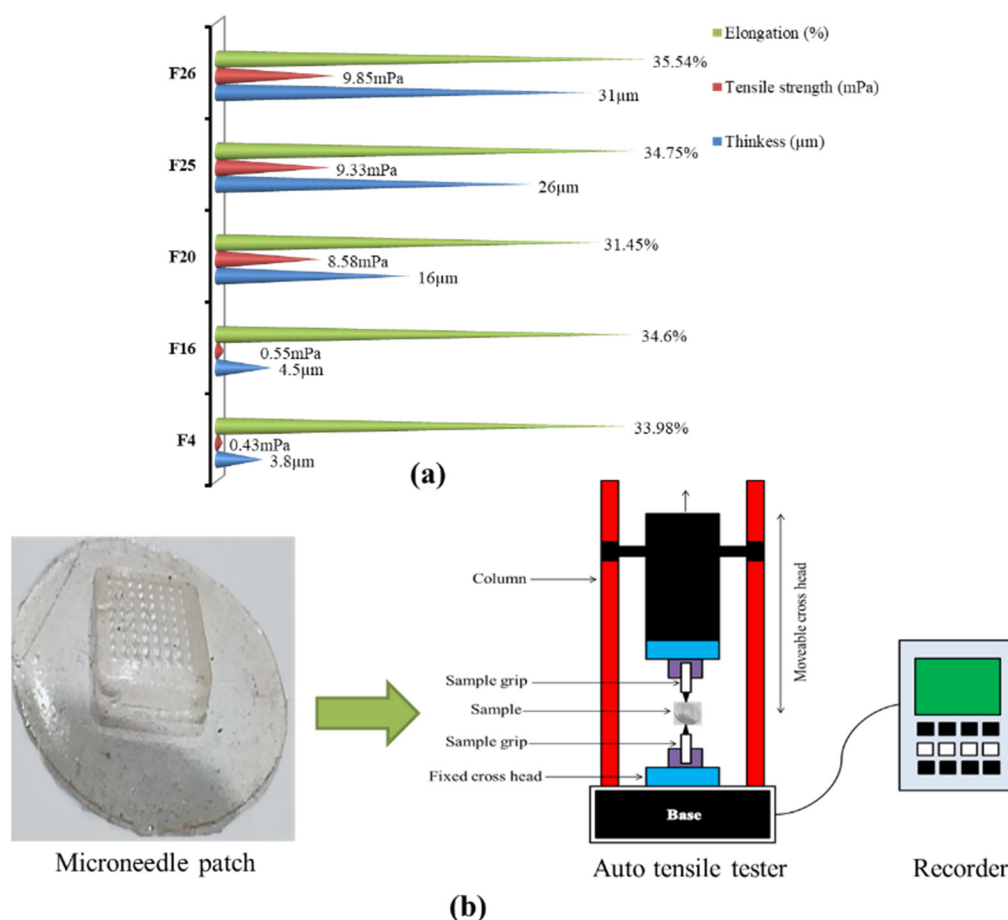 Elongation (%)
35.54%
F26
9.85mPa
Tensile strength (mPa)
31μm
Thinkess (μm)
34.75%
F25
9.33mPa
26μm
31.45%
F20
8.58mPa
16μm
34.6%
F16
0.55mPa
4.5μm
33.98%
F4
0.43mPa
3.8μm
(a)
Column
Moveable cross head
Sample grip
Sample
Sample grip
Fixed cross head
Base
Microneedle patch
Auto tensile tester
Recorder
(b)